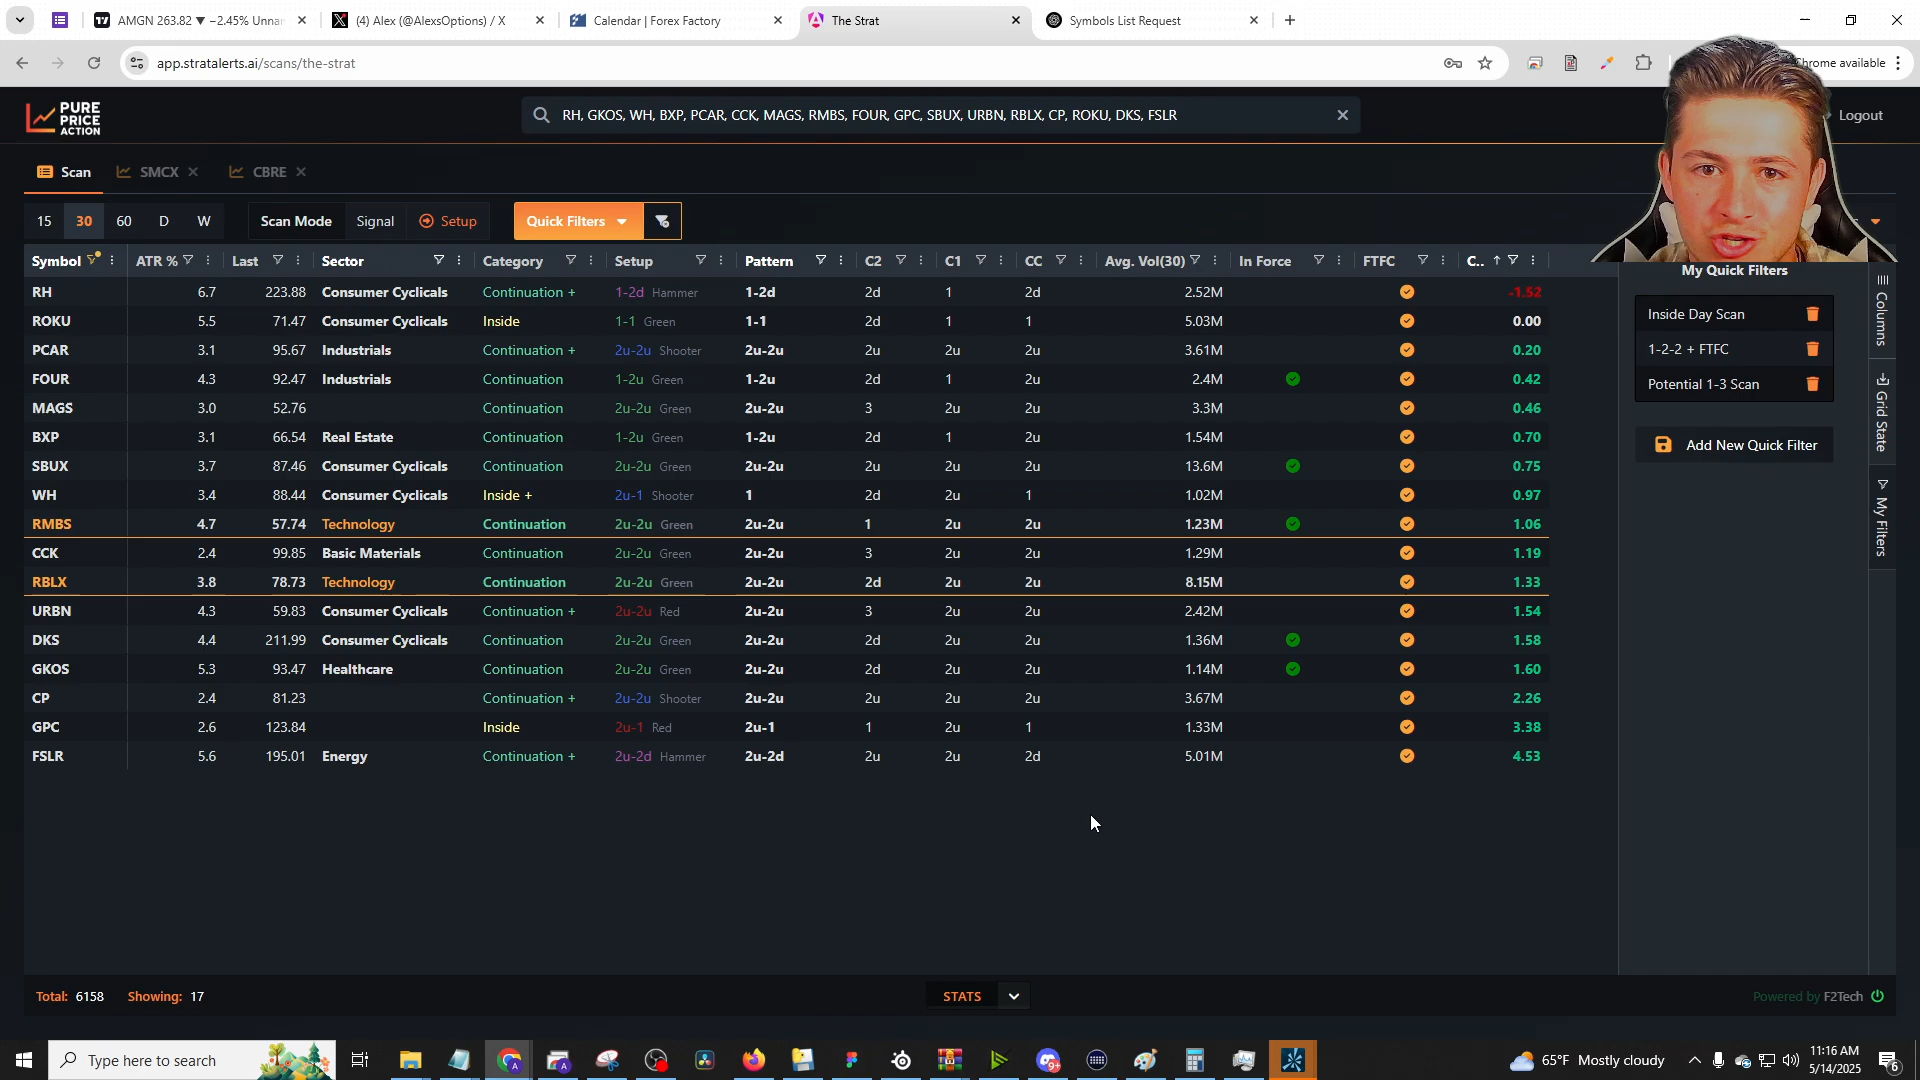 AMGN 263.82 ▼ −2.45% Unnar
(4) Alex (@AlexsOptions) / X
Calendar | Forex Factory
The Strat
Symbols List Request
app.stratalerts.ai/scans/the-strat
Chrome available
PURE PRICE ACTION
RH, GKOS, WH, BXP, PCAR, CCK, MAGS, RMBS, FOUR, GPC, SBUX, URBN, RBLX, CP, ROKU, DKS, FSLR
Logout
Scan SMCX CBRE
15 30 60 D W Scan Mode Signal Setup Quick Filters
Symbol ATR % Last Sector Category Setup Pattern C2 C1 CC Avg. Vol(30) In Force FTFC C..
RH 6.7 223.88 Consumer Cyclicals Continuation + 1-2d Hammer 1-2d 2d 1 2d 2.52M -1.52
ROKU 5.5 71.47 Consumer Cyclicals Inside 1-1 Green 1-1 2d 1 1 5.03M 0.00
PCAR 3.1 95.67 Industrials Continuation + 2u-2u Shooter 2u-2u 2u 2u 2u 3.61M 0.20
FOUR 4.3 92.47 Industrials Continuation 1-2u Green 1-2u 2d 1 2u 2.4M 0.42
MAGS 3.0 52.76 Continuation 2u-2u Green 2u-2u 3 2u 2u 3.3M 0.46
BXP 3.1 66.54 Real Estate Continuation 1-2u Green 1-2u 2d 1 2u 1.54M 0.70
SBUX 3.7 87.46 Consumer Cyclicals Continuation 2u-2u Green 2u-2u 2u 2u 2u 13.6M 0.75
WH 3.4 88.44 Consumer Cyclicals Inside + 2u-1 Shooter 1 2d 2u 1 1.02M 0.97
RMBS 4.7 57.74 Technology Continuation 2u-2u Green 2u-2u 1 2u 2u 1.23M 1.06
CCK 2.4 99.85 Basic Materials Continuation 2u-2u Green 2u-2u 3 2u 2u 1.29M 1.19
RBLX 3.8 78.73 Technology Continuation 2u-2u Green 2u-2u 2d 2u 2u 8.15M 1.33
URBN 4.3 59.83 Consumer Cyclicals Continuation + 2u-2u Red 2u-2u 3 2u 2u 2.42M 1.54
DKS 4.4 211.99 Consumer Cyclicals Continuation 2u-2u Green 2u-2u 2d 2u 2u 1.36M 1.58
GKOS 5.3 93.47 Healthcare Continuation 2u-2u Green 2u-2u 2d 2u 2u 1.14M 1.60
CP 2.4 81.23 Continuation + 2u-2u Shooter 2u-2u 2u 2u 2u 3.67M 2.26
GPC 2.6 123.84 Inside 2u-1 Red 2u-1 1 2u 1 1.33M 3.38
FSLR 5.6 195.01 Energy Continuation + 2u-2d Hammer 2u-2d 2u 2u 2d 5.01M 4.53
My Quick Filters
Inside Day Scan
1-2-2 + FTFC
Potential 1-3 Scan
Add New Quick Filter
Columns
Grid State
My Filters
Total: 6158 Showing: 17 STATS Powered by F2Tech
Type here to search
9+
65°F Mostly cloudy
11:16 AM
5/14/2025
6